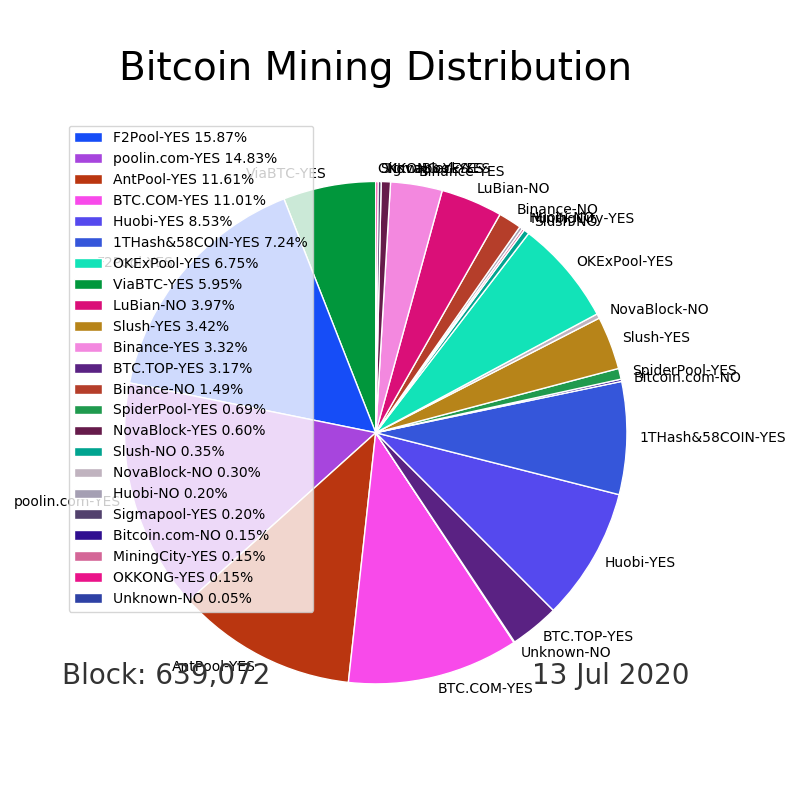 Bitcoin Mining Distribution
F2Pool-YES 15.87%
poolin.com-YES 14.83%
AntPool-YES 11.61%
BTC.COM-YES 11.01%
Huobi-YES 8.53%
1THash&58COIN-YES 7.24%
OKExPool-YES 6.75%
ViaBTC-YES 5.95%
LuBian-NO 3.97%
Slush-YES 3.42%
Binance-YES 3.32%
BTC.TOP-YES 3.17%
Binance-NO 1.49%
SpiderPool-YES 0.69%
NovaBlock-YES 0.60%
Slush-NO 0.35%
NovaBlock-NO 0.30%
Huobi-NO 0.20%
Sigmapool-YES 0.20%
Bitcoin.com-NO 0.15%
MiningCity-YES 0.15%
OKKONG-YES 0.15%
Unknown-NO 0.05%
ViaBTC-YES
Binance-YES
LuBian-NO
Binance-NO
Slush-NO
OKExPool-YES
NovaBlock-NO
Slush-YES
SpiderPool-YES
Bitcoin.com-NO
1THash&58COIN-YES
Huobi-YES
BTC.TOP-YES
Unknown-NO
BTC.COM-YES
AntPool-YES
poolin.com-YES
Block: 639,072
13 Jul 2020